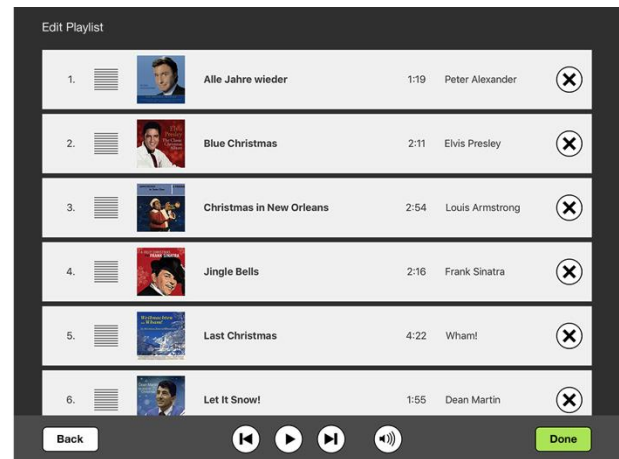 Edit Playlist
1. Alle Jahre wieder 1:19 Peter Alexander
2. Blue Christmas 2:11 Elvis Presley
3. Christmas in New Orleans 2:54 Louis Armstrong
4. Jingle Bells 2:16 Frank Sinatra
5. Last Christmas 4:22 Wham!
6. Let It Snow! 1:55 Dean Martin
Back Done